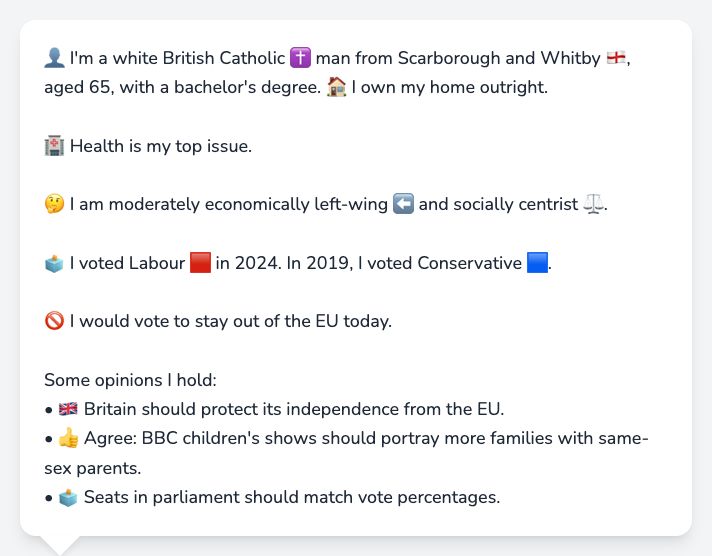 👤 I'm a white British Catholic ✝️ man from Scarborough and Whitby 🏴󠁧󠁢󠁥󠁮󠁧󠁿,
aged 65, with a bachelor's degree. 🏠 I own my home outright.
🏥 Health is my top issue.
🤔 I am moderately economically left-wing ⬅️ and socially centrist ⚖️.
🗳️ I voted Labour 🟥 in 2024. In 2019, I voted Conservative 🟦.
🚫 I would vote to stay out of the EU today.
Some opinions I hold:
• 🇬🇧 Britain should protect its independence from the EU.
• 👍 Agree: BBC children's shows should portray more families with same-
sex parents.
• 🗳️ Seats in parliament should match vote percentages.